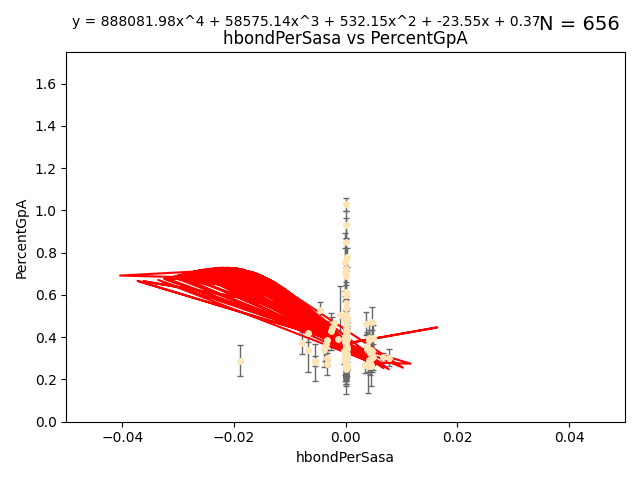 y = 888081.98x^4 + 58575.14x^3 + 532.15x^2 + -23.55x + 0.37
N = 656
hbondPerSasa vs PercentGpA
1.6
1.4
1.2
1.0
0.8
0.6
0.4
0.2
0.0
PercentGpA
−0.04 −0.02 0.00 0.02 0.04
hbondPerSasa